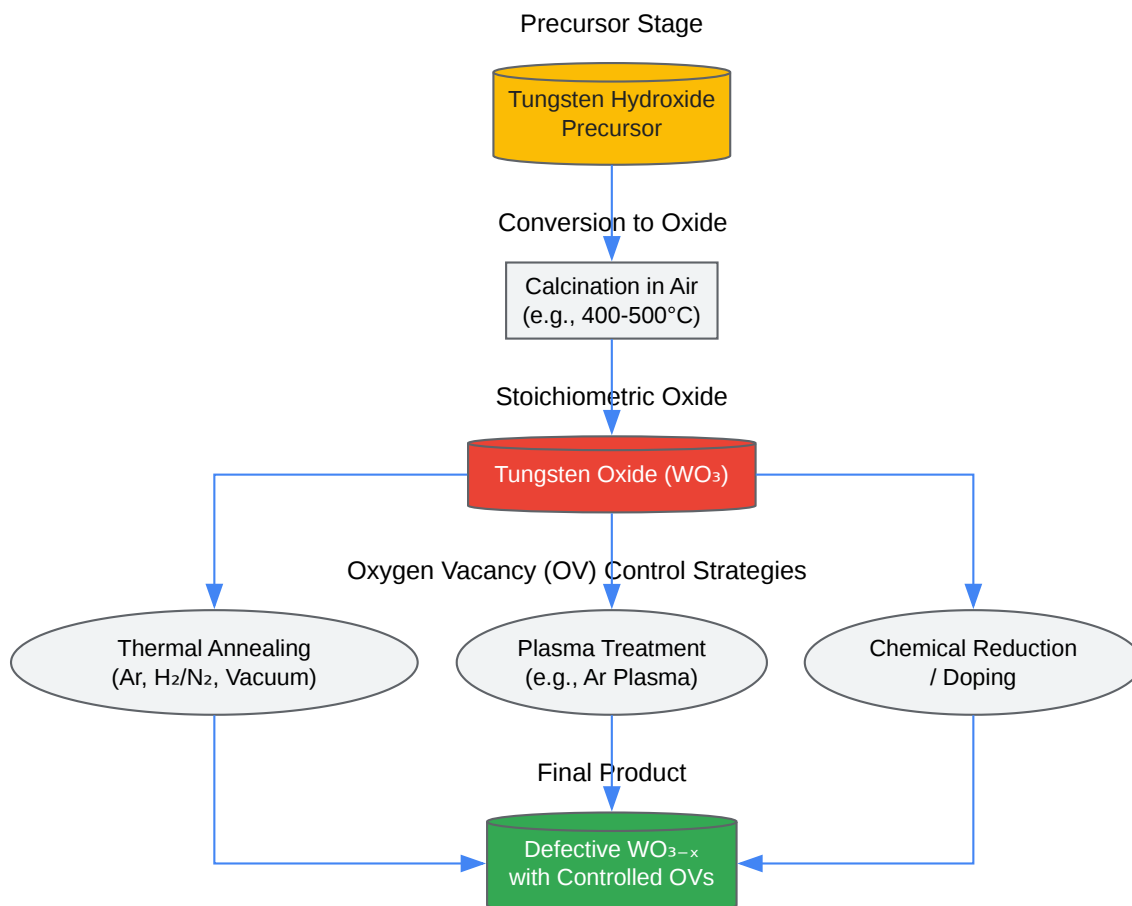 Precursor Stage
Tungsten Hydroxide
Precursor
Conversion to Oxide
Calcination in Air
(e.g., 400-500°C)
Stoichiometric Oxide
Tungsten Oxide (WO₃)
Oxygen Vacancy (OV) Control Strategies
Thermal Annealing
(Ar, H₂/N₂, Vacuum)
Plasma Treatment
(e.g., Ar Plasma)
Chemical Reduction
/ Doping
Final Product
Defective WO₃₋ₓ
with Controlled OVs